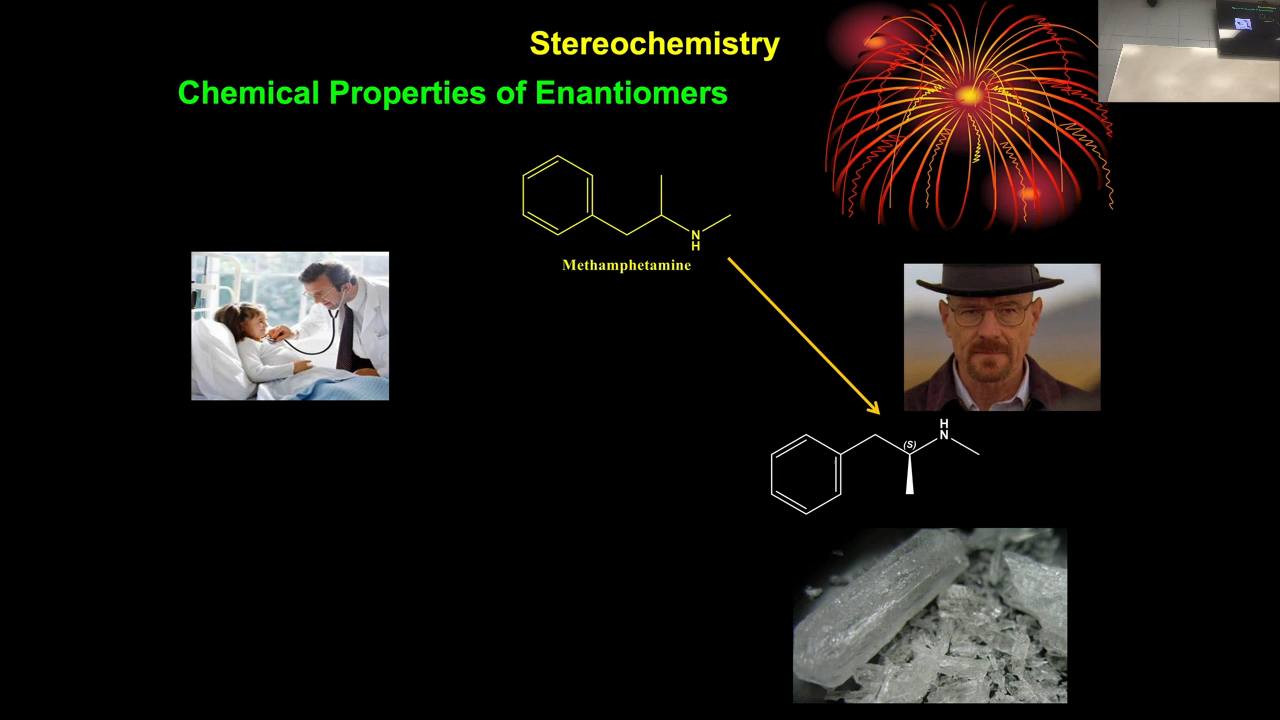 Stereochemistry
Chemical Properties of Enantiomers
N
H
Methamphetamine
H
N
(S)